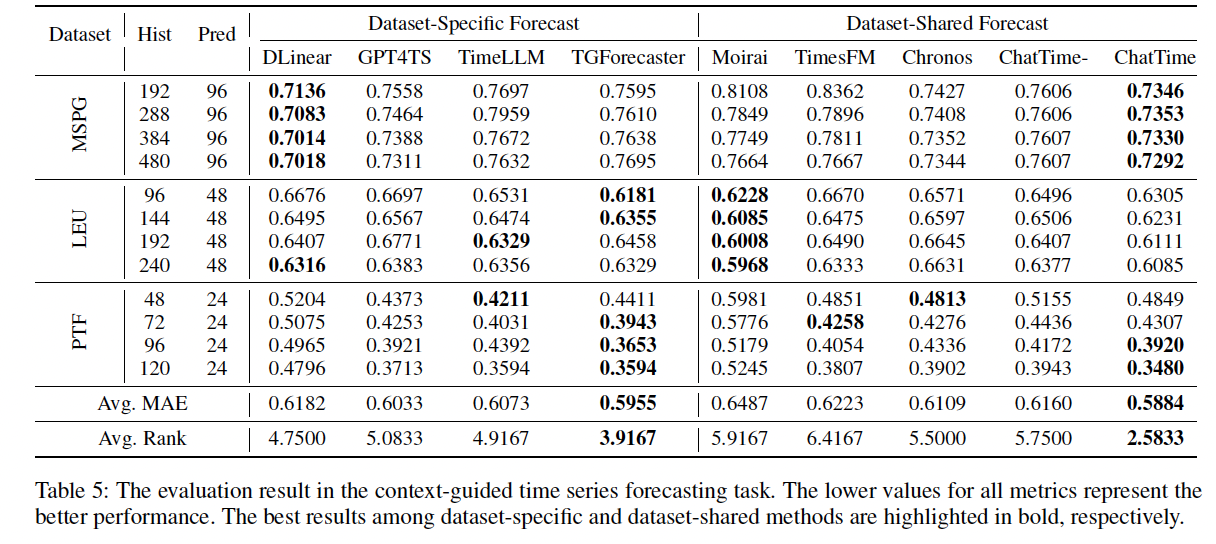 Dataset Hist Pred Dataset-Specific Forecast Dataset-Shared Forecast
DLinear GPT4TS TimeLLM TGForecaster Moirai TimesFM Chronos ChatTime- ChatTime
MSPG
192 96 0.7136 0.7558 0.7697 0.7595 0.8108 0.8362 0.7427 0.7606 0.7346
288 96 0.7083 0.7464 0.7959 0.7610 0.7849 0.7896 0.7408 0.7606 0.7353
384 96 0.7014 0.7388 0.7672 0.7638 0.7749 0.7811 0.7352 0.7607 0.7330
480 96 0.7018 0.7311 0.7632 0.7695 0.7664 0.7667 0.7344 0.7607 0.7292
LEU
96 48 0.6676 0.6697 0.6531 0.6181 0.6228 0.6670 0.6571 0.6496 0.6305
144 48 0.6495 0.6567 0.6474 0.6355 0.6085 0.6475 0.6597 0.6506 0.6231
192 48 0.6407 0.6771 0.6329 0.6458 0.6008 0.6490 0.6645 0.6407 0.6111
240 48 0.6316 0.6383 0.6356 0.6329 0.5968 0.6333 0.6631 0.6377 0.6085
PTF
48 24 0.5204 0.4373 0.4211 0.4411 0.5981 0.4851 0.4813 0.5155 0.4849
72 24 0.5075 0.4253 0.4031 0.3943 0.5776 0.4258 0.4276 0.4436 0.4307
96 24 0.4965 0.3921 0.4392 0.3653 0.5179 0.4054 0.4336 0.4172 0.3920
120 24 0.4796 0.3713 0.3594 0.3594 0.5245 0.3807 0.3902 0.3943 0.3480
Avg. MAE 0.6182 0.6033 0.6073 0.5955 0.6487 0.6223 0.6109 0.6160 0.5884
Avg. Rank 4.7500 5.0833 4.9167 3.9167 5.9167 6.4167 5.5000 5.7500 2.5833
Table 5: The evaluation result in the context-guided time series forecasting task. The lower values for all metrics represent the
better performance. The best results among dataset-specific and dataset-shared methods are highlighted in bold, respectively.